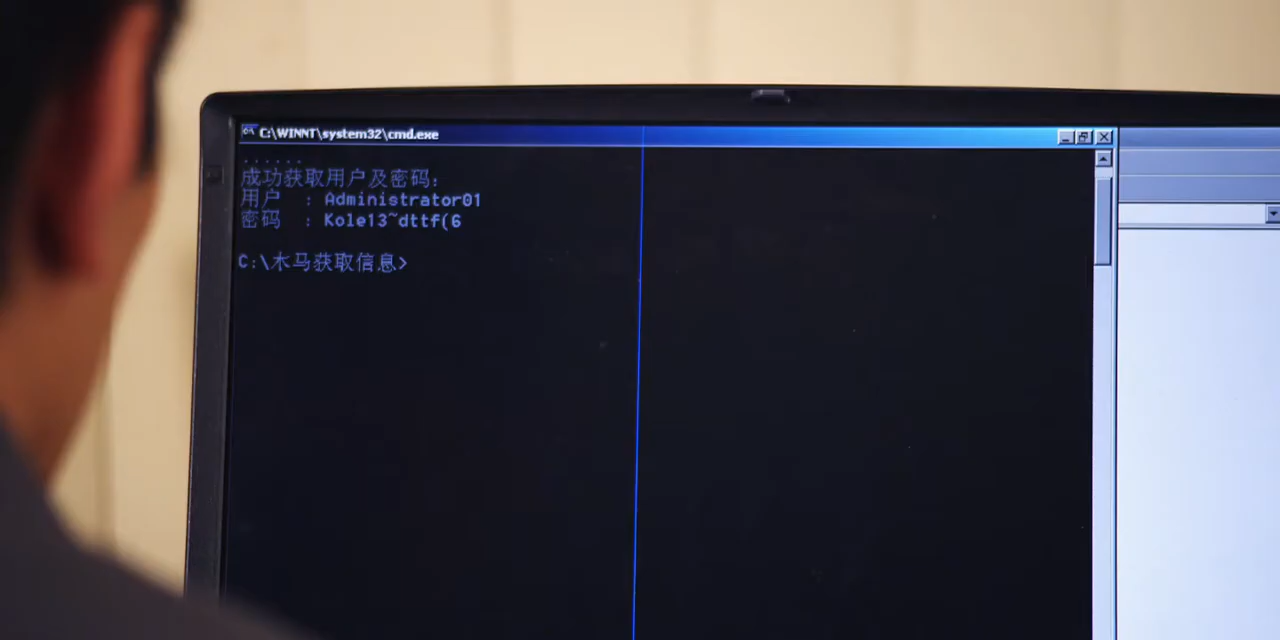 C:\WINNT\system32\cmd.exe
......
成功获取用户及密码:
用户 : Administrator01
密码 : Kole13~dttf(6
C:\木马获取信息>